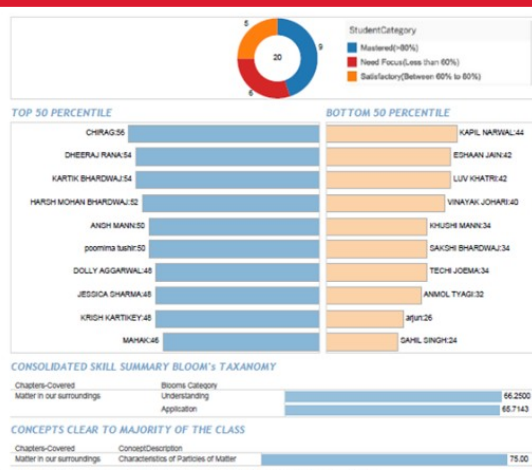 5
9
20
6
StudentCategory
Mastered(>80%)
Need Focus(Less than 60%)
Satisfactory(Between 60% to 80%)
TOP 50 PERCENTILE
CHIRAG:56
DHEERAJ RANA:54
KARTIK BHARDWAJ:54
HARSH MOHAN BHARDWAJ:52
ANSH MANN:50
poornima tushir:50
DOLLY AGGARWAL:48
JESSICA SHARMA:48
KRISH KARTIKEY:48
MAHAK:46
BOTTOM 50 PERCENTILE
KAPIL NARWAL:44
ESHAAN JAIN:42
LUV KHATRI:42
VINAYAK JOHARI:40
KHUSHI MANN:34
SAKSHI BHARDWAJ:34
TECHI JOEMA:34
ANMOL TYAGI:32
arjun:26
SAHIL SINGH:24
CONSOLIDATED SKILL SUMMARY BLOOM's TAXANOMY
Chapters-Covered Blooms Category
Matter in our surroundings Understanding 66.2500
Application 65.7143
CONCEPTS CLEAR TO MAJORITY OF THE CLASS
Chapters-Covered ConceptDescription
Matter in our surroundings Characteristics of Particles of Matter 75.00